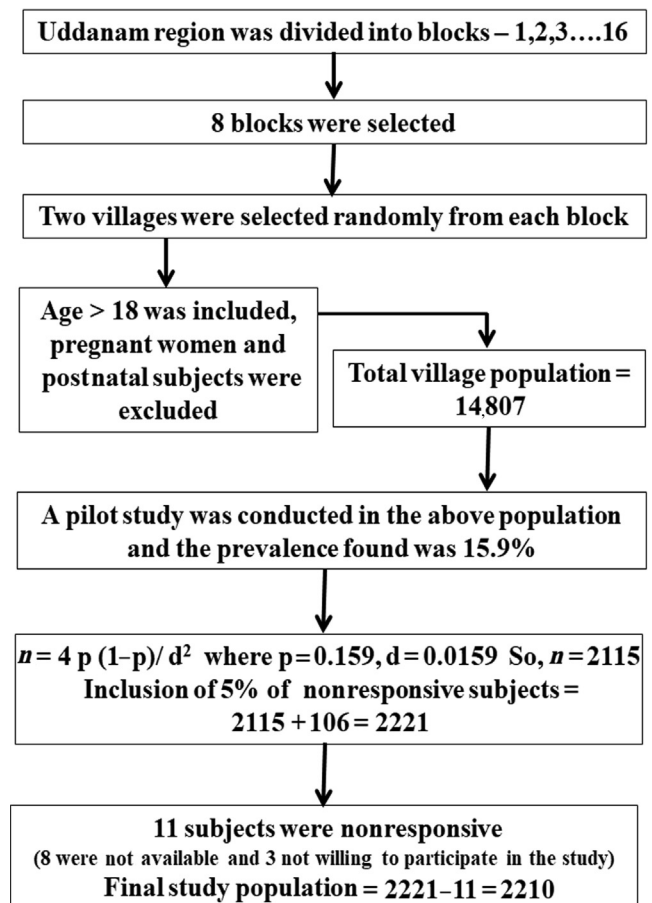 Uddanam region was divided into blocks – 1,2,3....16
8 blocks were selected
Two villages were selected randomly from each block
Age > 18 was included,
pregnant women and
postnatal subjects were
excluded
Total village population =
14,807
A pilot study was conducted in the above population
and the prevalence found was 15.9%
n = 4 p (1–p)/ d² where p=0.159, d=0.0159 So, n=2115
Inclusion of 5% of nonresponsive subjects =
2115 +106 = 2221
11 subjects were nonresponsive
(8 were not available and 3 not willing to participate in the study)
Final study population = 2221–11 = 2210